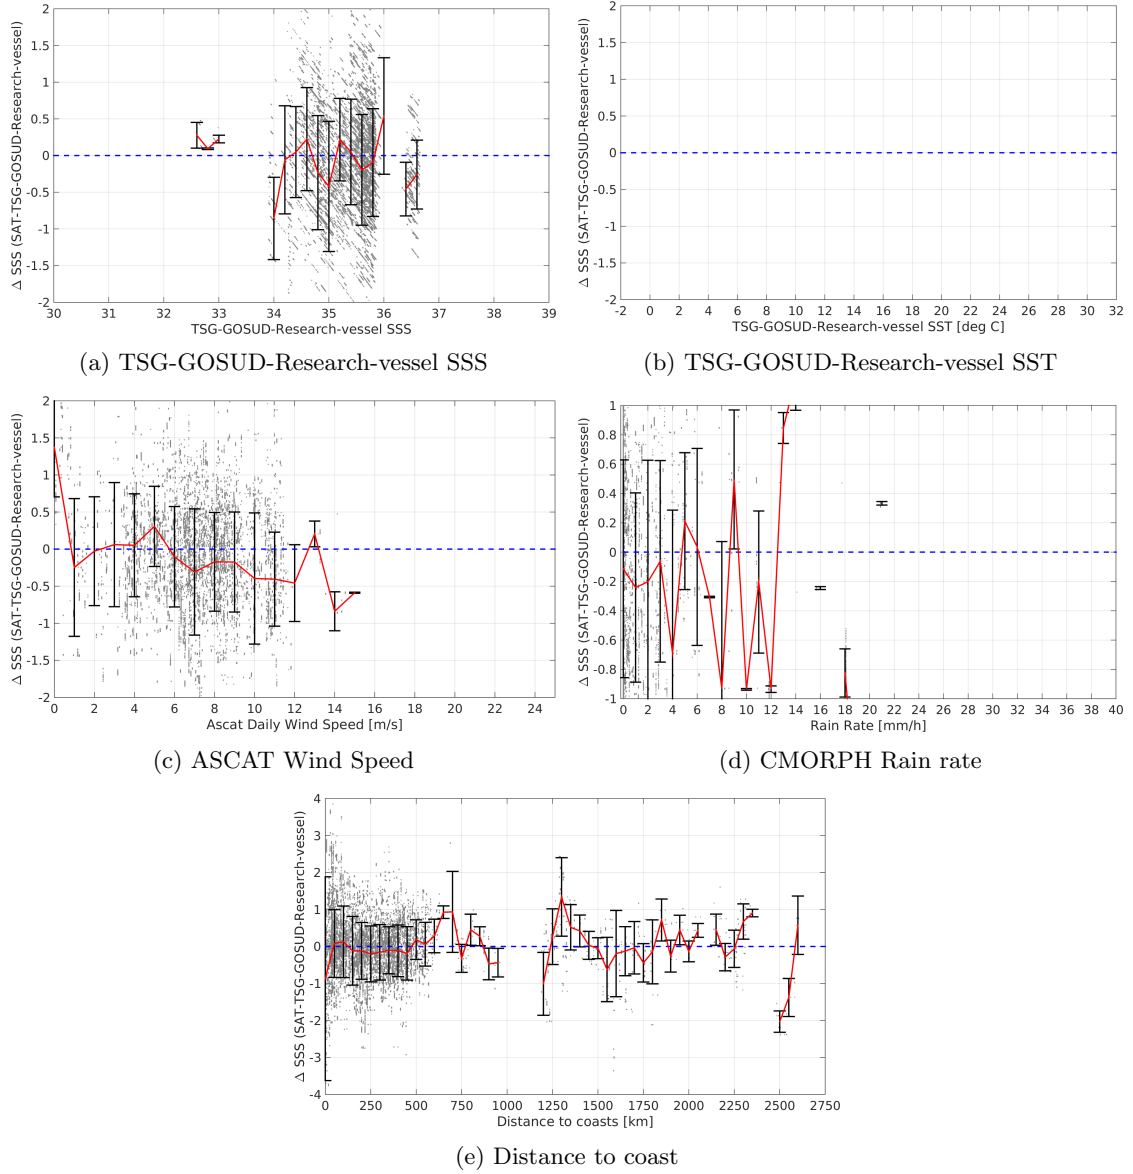 Δ SSS (SAT-TSG-GOSUD-Research-vessel)
2
1.5
1
0.5
0
-0.5
-1
-1.5
-2
30 31 32 33 34 35 36 37 38 39
TSG-GOSUD-Research-vessel SSS
(a) TSG-GOSUD-Research-vessel SSS
Δ SSS (SAT-TSG-GOSUD-Research-vessel)
2
1.5
1
0.5
0
-0.5
-1
-1.5
-2
-2 0 2 4 6 8 10 12 14 16 18 20 22 24 26 28 30 32
TSG-GOSUD-Research-vessel SST [deg C]
(b) TSG-GOSUD-Research-vessel SST
Δ SSS (SAT-TSG-GOSUD-Research-vessel)
2
1.5
1
0.5
0
-0.5
-1
-1.5
-2
0 2 4 6 8 10 12 14 16 18 20 22 24
Ascat Daily Wind Speed [m/s]
(c) ASCAT Wind Speed
Δ SSS (SAT-TSG-GOSUD-Research-vessel)
1
0.8
0.6
0.4
0.2
0
-0.2
-0.4
-0.6
-0.8
-1
0 2 4 6 8 10 12 14 16 18 20 22 24 26 28 30 32 34 36 38 40
Rain Rate [mm/h]
(d) CMORPH Rain rate
Δ SSS (SAT-TSG-GOSUD-Research-vessel)
4
3
2
1
0
-1
-2
-3
-4
0 250 500 750 1000 1250 1500 1750 2000 2250 2500 2750
Distance to coasts [km]
(e) Distance to coast